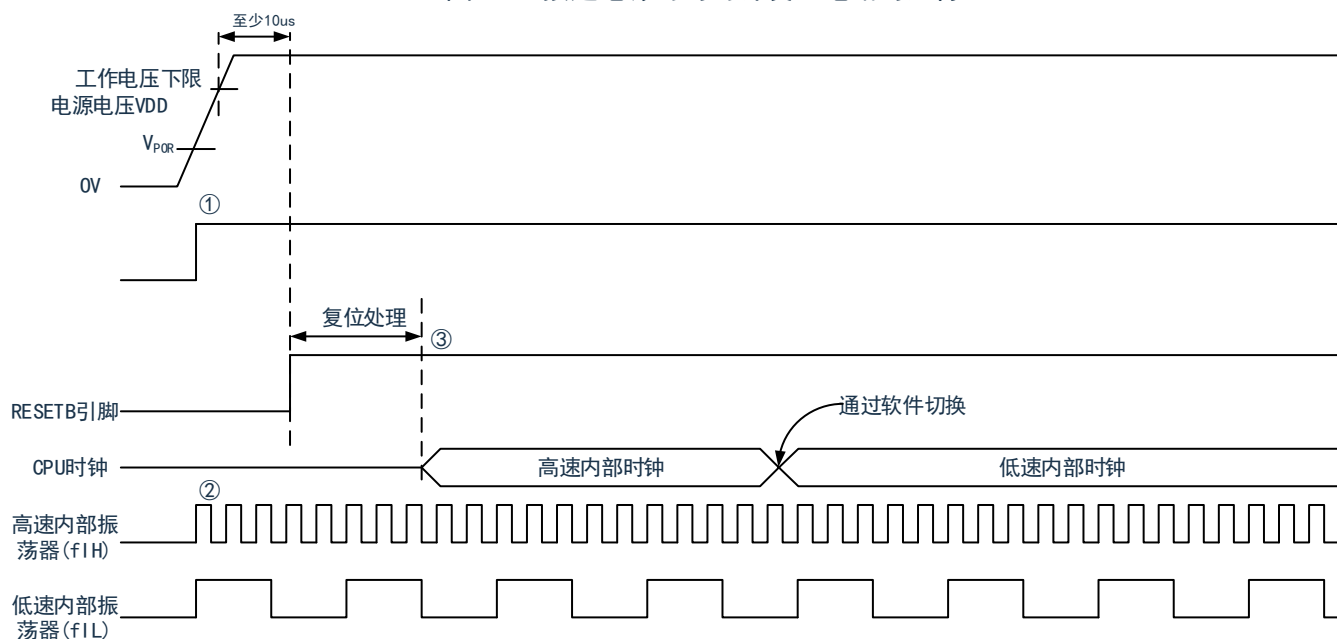 至少10us
工作电压下限
电源电压VDD
VPOR
0V
①
复位处理
③
RESETB引脚
通过软件切换
CPU时钟
高速内部时钟
低速内部时钟
②
高速内部振
荡器(fIH)
低速内部振
荡器(fIL)